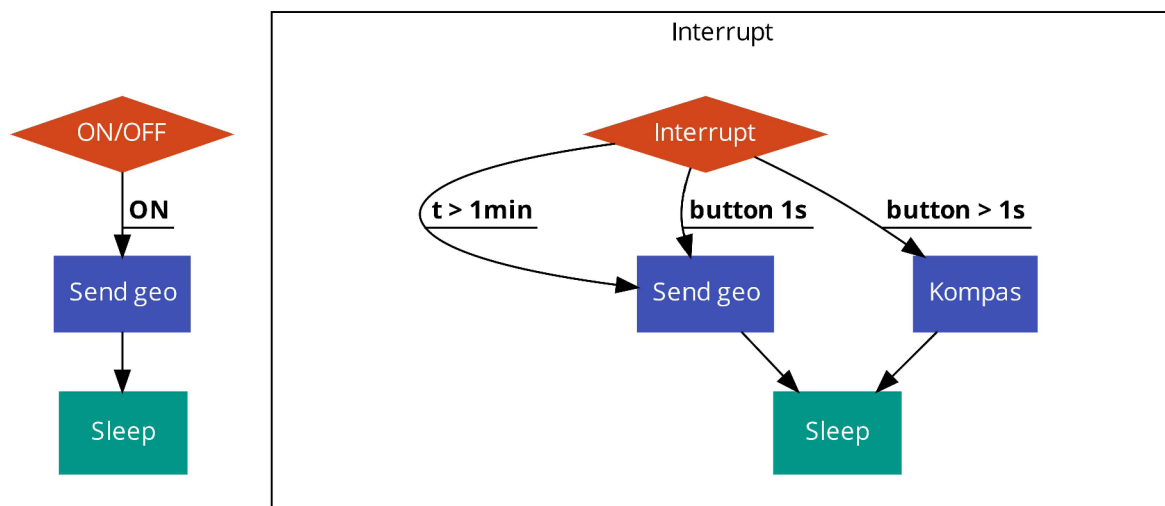 ON/OFF
ON
Send geo
Sleep
Interrupt
Interrupt
t > 1min
button 1s
button > 1s
Send geo
Kompas
Sleep